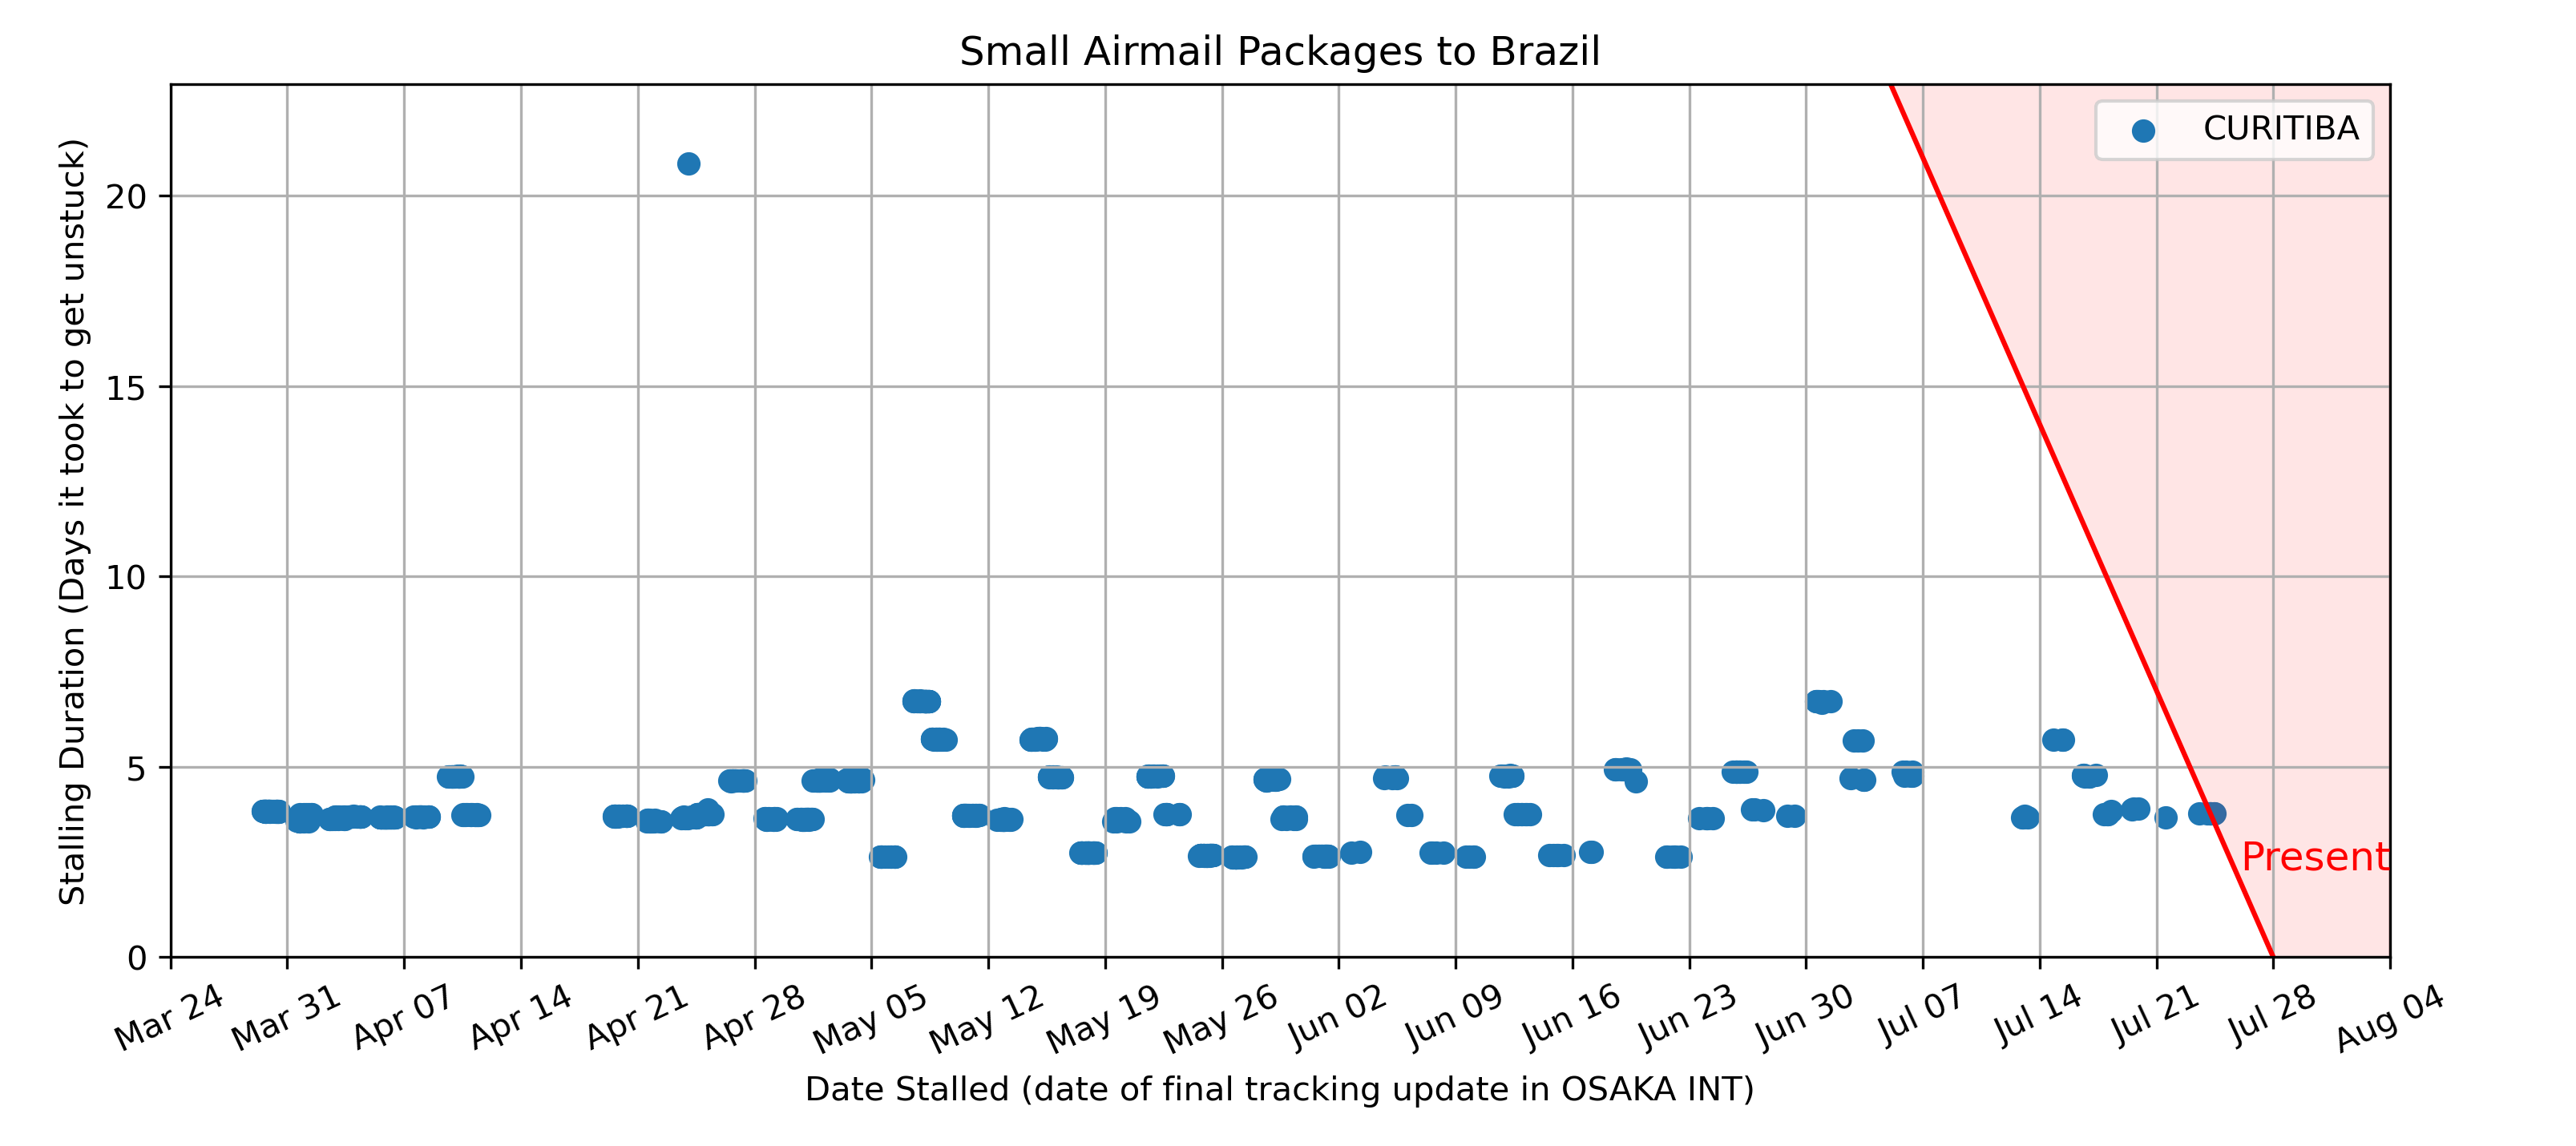 Small Airmail Packages to Brazil
CURITIBA
Stalling Duration (Days it took to get unstuck)
20
15
10
5
0
Present
Mar 24
Mar 31
Apr 07
Apr 14
Apr 21
Apr 28
May 05
May 12
May 19
May 26
Jun 02
Jun 09
Jun 16
Jun 23
Jun 30
Jul 07
Jul 14
Jul 21
Jul 28
Aug 04
Date Stalled (date of final tracking update in OSAKA INT)